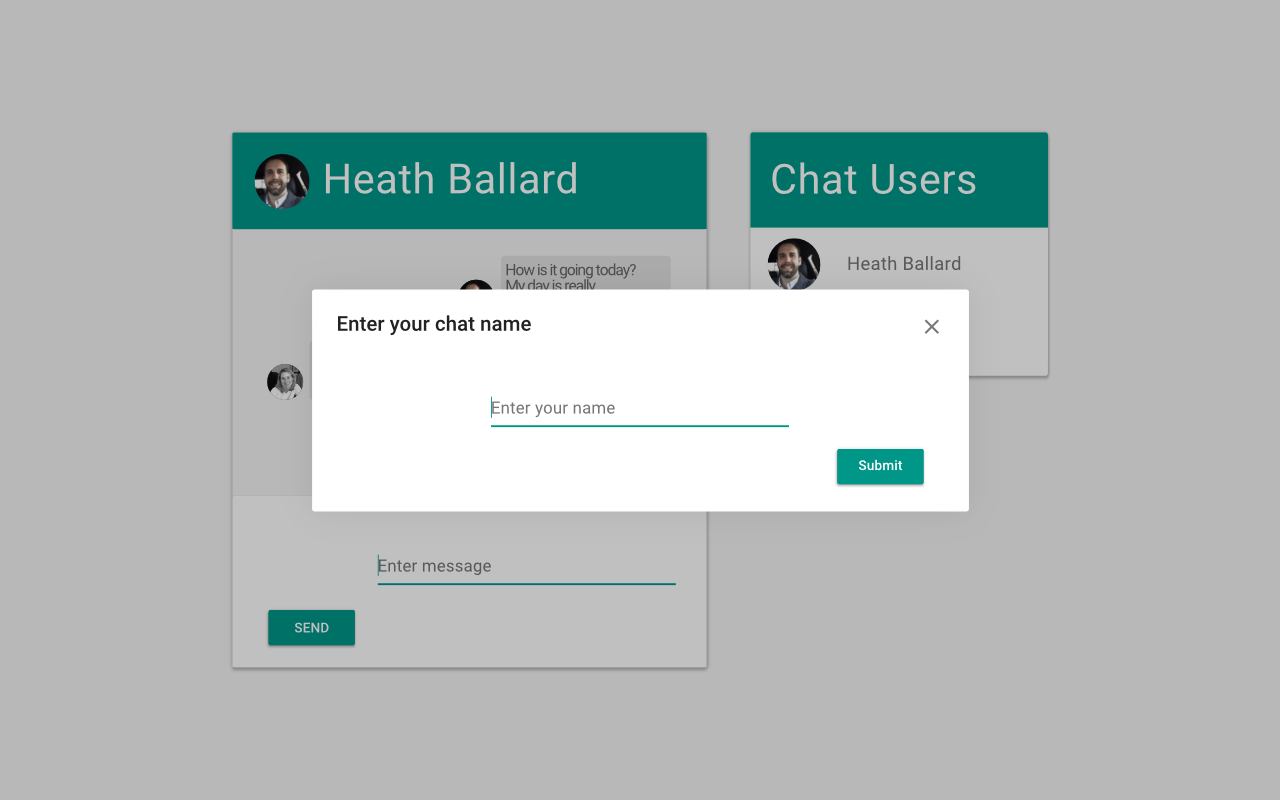 Heath Ballard
Chat Users
How is it going today?
My day is really
Heath Ballard
Enter your chat name
Enter your name
Submit
Enter message
SEND